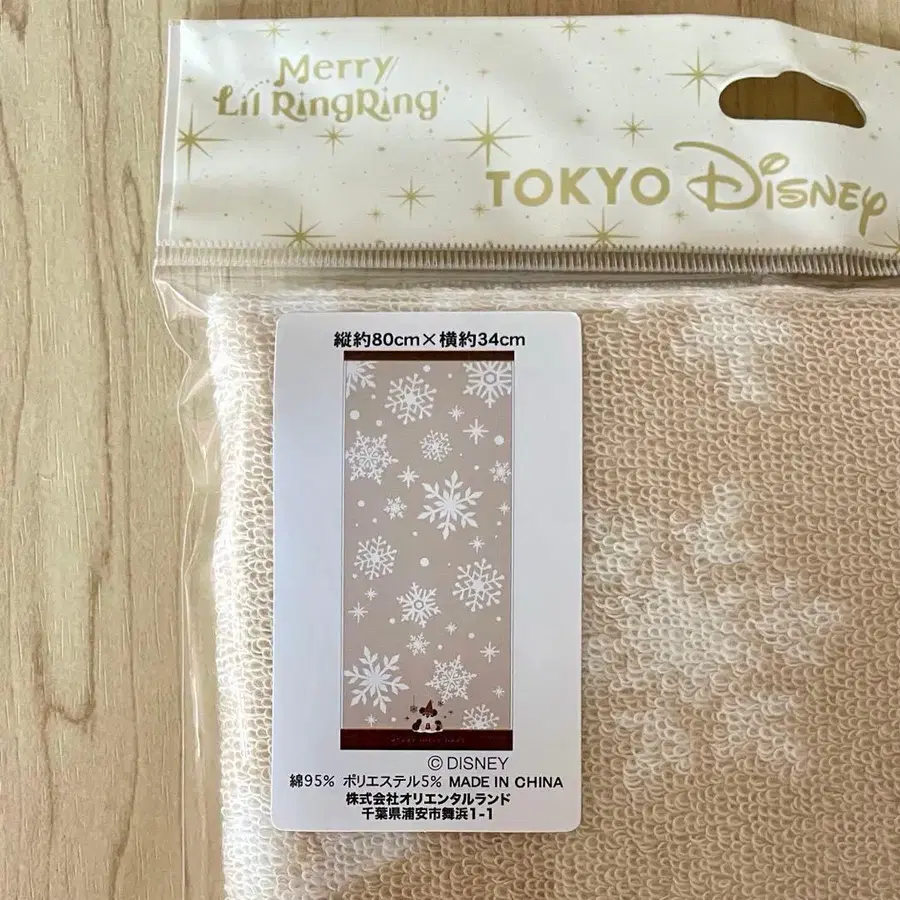 Merry
Lil RingRing
TOKYO Disney
縦約80cm×横約34cm
© DISNEY
綿95% ポリエステル5% MADE IN CHINA
株式会社オリエンタルランド
千葉県浦安市舞浜1-1